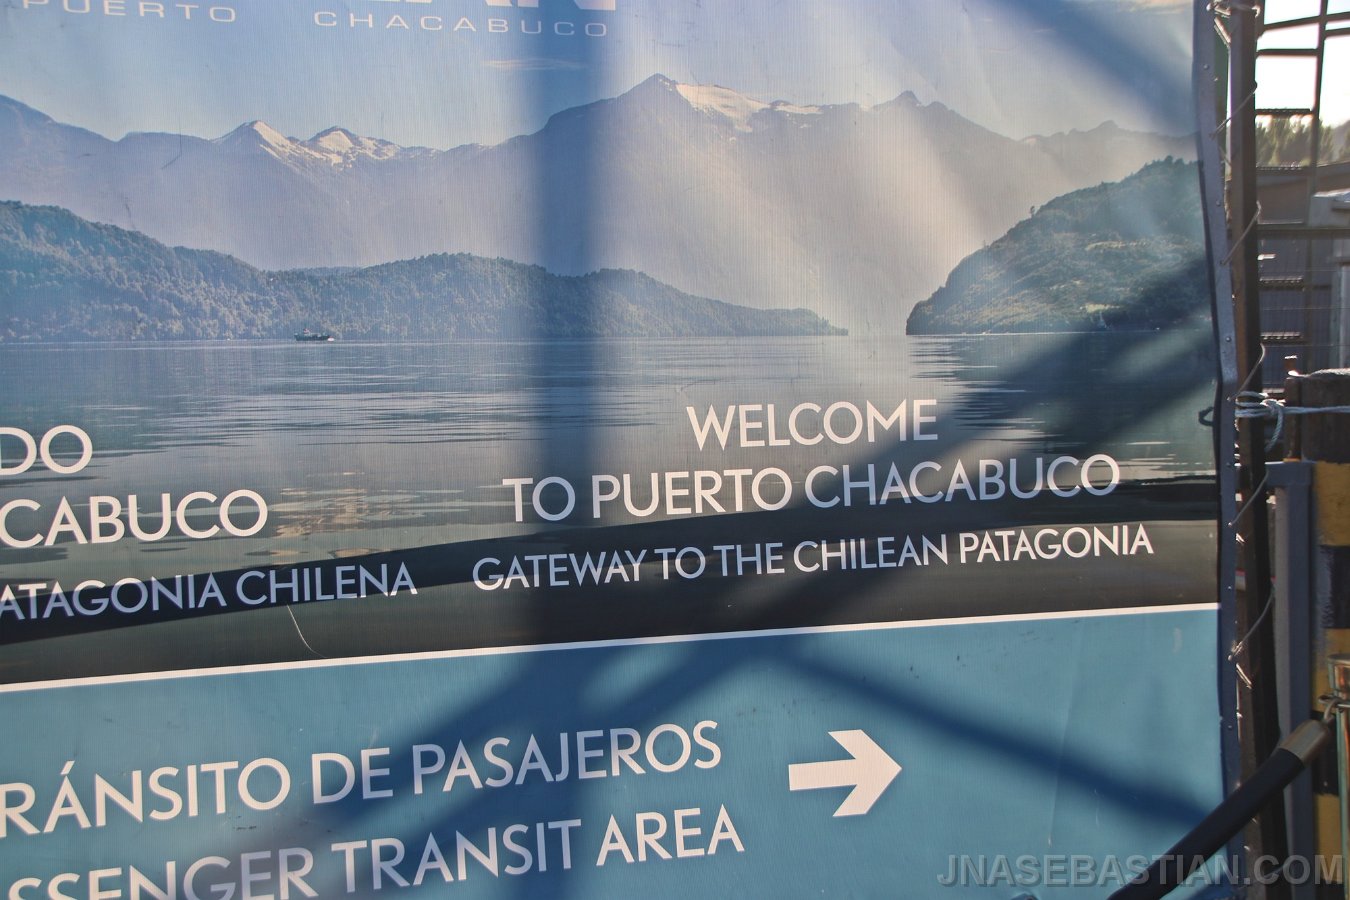 PUERTO CHACABUCO
DO
CABUCO
ATAGONIA CHILENA
WELCOME
TO PUERTO CHACABUCO
GATEWAY TO THE CHILEAN PATAGONIA
RÁNSITO DE PASAJEROS
SSENGER TRANSIT AREA
JNASEBASTIAN.COM